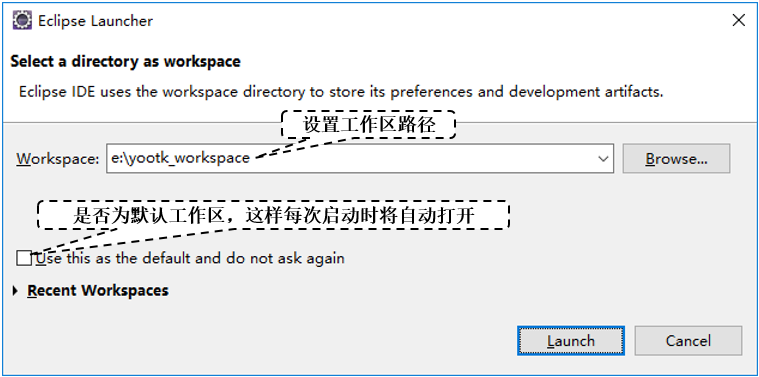 Eclipse Launcher
Select a directory as workspace
Eclipse IDE uses the workspace directory to store its preferences and development artifacts.
设置工作区路径
Workspace: e:\yootk_workspace Browse...
是否为默认工作区，这样每次启动时将自动打开
Use this as the default and do not ask again
Recent Workspaces
Launch Cancel